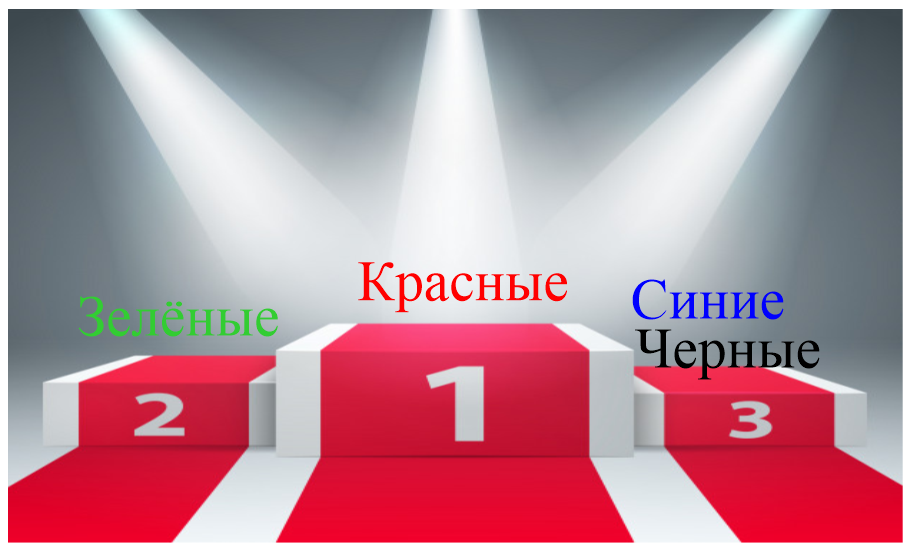 Красные
Зелёные
Синие
Черные
1
2
3